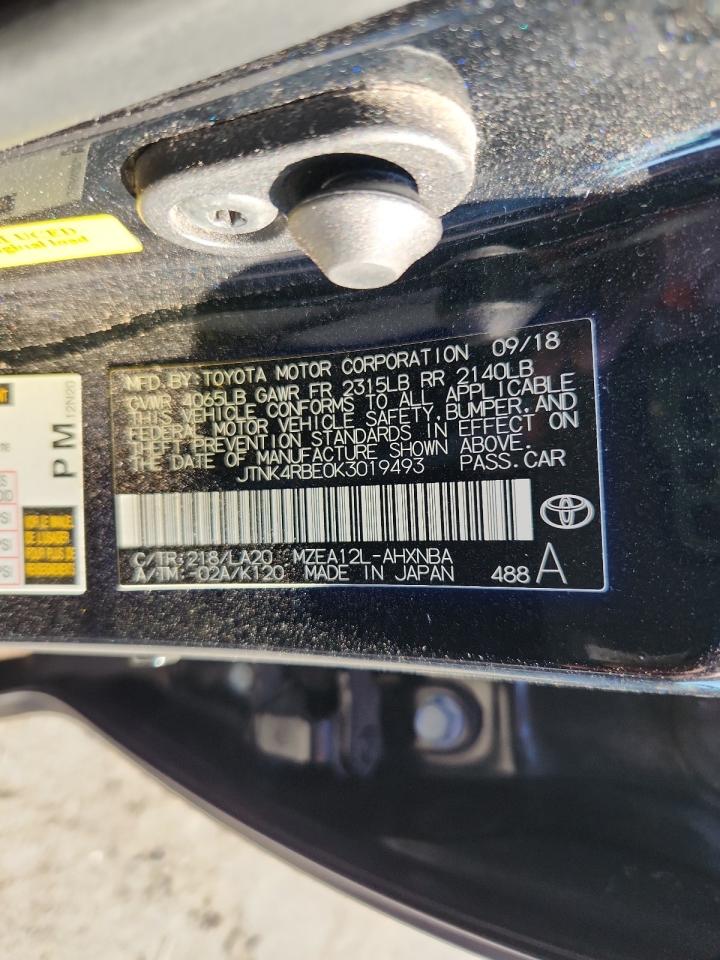 MFD.BY:TOYOTA MOTOR CORPORATION 09/18
GVWR 4065LB GAWR FR 2315LB RR 2140LB
THIS VEHICLE CONFORMS TO ALL APPLICABLE
FEDERAL MOTOR VEHICLE SAFETY,BUMPER,AND
THEFT PREVENTION STANDARDS IN EFFECT ON
THE DATE OF MANUFACTURE SHOWN ABOVE.
JTNK4RBE0K3019493 PASS.CAR
C/TR:218/LA20 MZEA12L-AHXNBA
A/TM:-02A/K120 MADE IN JAPAN 488 A
PM
12N20